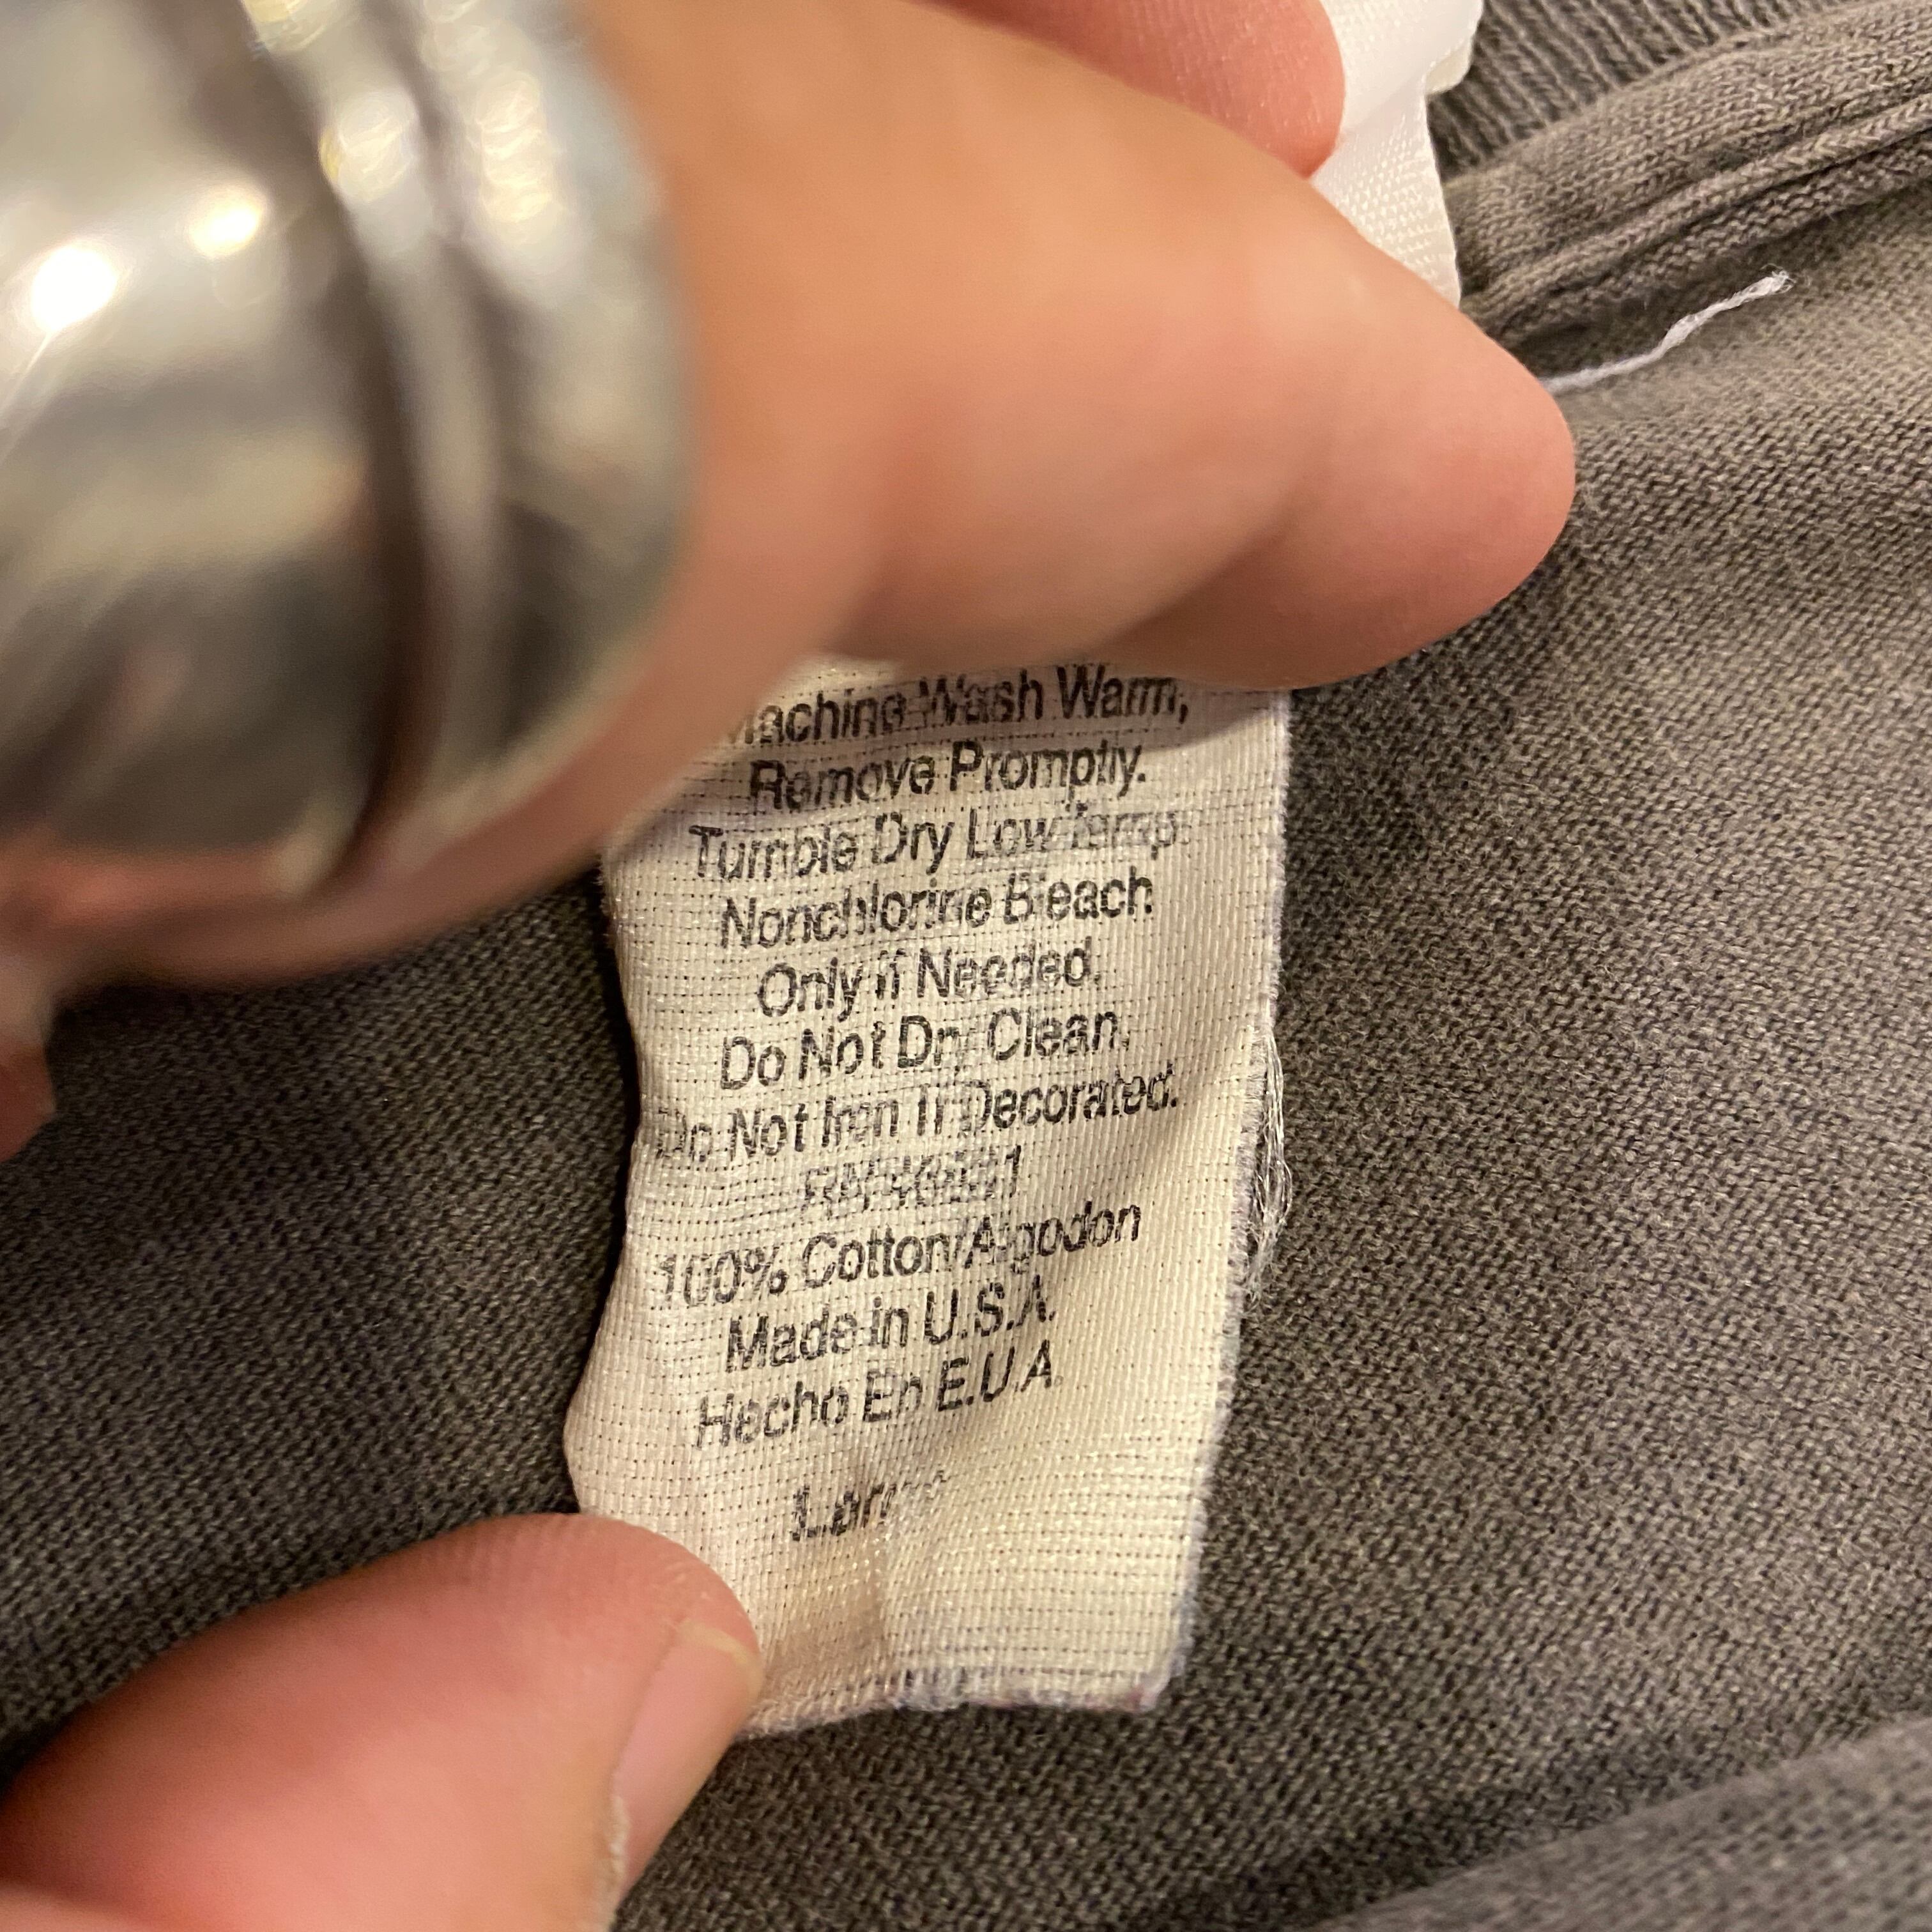 Machine Wash Warm,
Remove Promptly.
Tumble Dry Low Temp.
Nonchlorine Bleach
Only if Needed.
Do Not Dry Clean.
Do Not Iron If Decorated.
100% Cotton/Algodon
Made in U.S.A.
Hecho En E.U.A.
Large